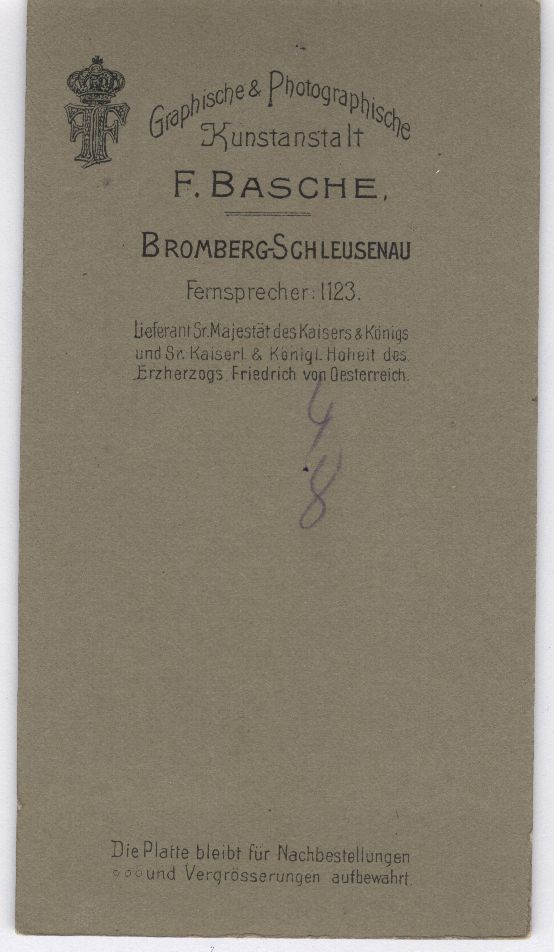 FF
Graphische & Photographische
Kunstanstalt
F. BASCHE,
BROMBERG-SCHLEUSENAU
Fernsprecher: 1123.
Lieferant Sr. Majestät des Kaisers & Königs
und Sr. Kaiserl. & Königl. Hoheit des
Erzherzogs Friedrich von Oesterreich.
4
8
Die Platte bleibt für Nachbestellungen
und Vergrösserungen aufbewahrt.